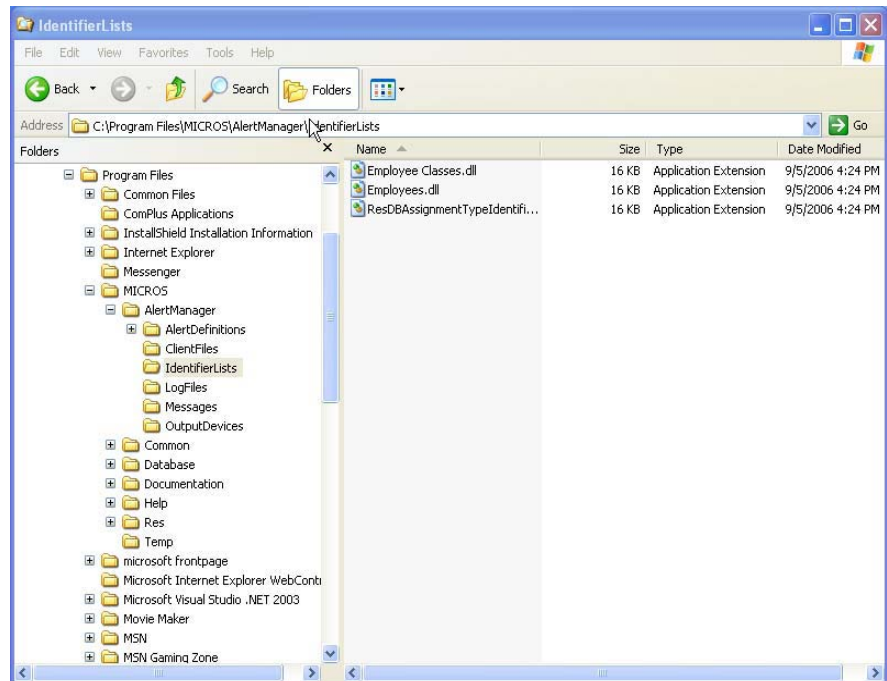 IdentifierLists
File Edit View Favorites Tools Help
Back Search Folders
Address C:\Program Files\MICROS\AlertManager\IdentifierLists Go
Folders
Name Size Type Date Modified
Employee Classes.dll 16 KB Application Extension 9/5/2006 4:24 PM
Employees.dll 16 KB Application Extension 9/5/2006 4:24 PM
ResDBAssignmentTypeIdentifi... 16 KB Application Extension 9/5/2006 4:24 PM
Program Files
Common Files
ComPlus Applications
InstallShield Installation Information
Internet Explorer
Messenger
MICROS
AlertManager
AlertDefinitions
ClientFiles
IdentifierLists
LogFiles
Messages
OutputDevices
Common
Database
Documentation
Help
Res
Temp
microsoft frontpage
Microsoft Internet Explorer WebContr
Microsoft Visual Studio .NET 2003
Movie Maker
MSN
MSN Gaming Zone